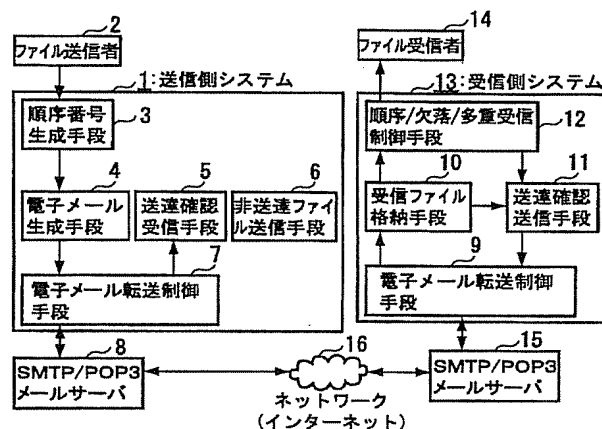 2
ファイル送信者
1:送信側システム
順序番号
生成手段
3
4
電子メール
生成手段
5
送達確認
受信手段
6
非送達ファイ
ル送信手段
7
電子メール転送制御
手段
8
SMTP/POP3
メールサーバ
16
ネットワーク
(インターネット)
14
ファイル受信者
13:受信側システム
順序/欠落/多重受信
制御手段
12
10
受信ファイル
格納手段
11
送達確認
送信手段
9
電子メール転送制御
手段
15
SMTP/POP3
メールサーバ